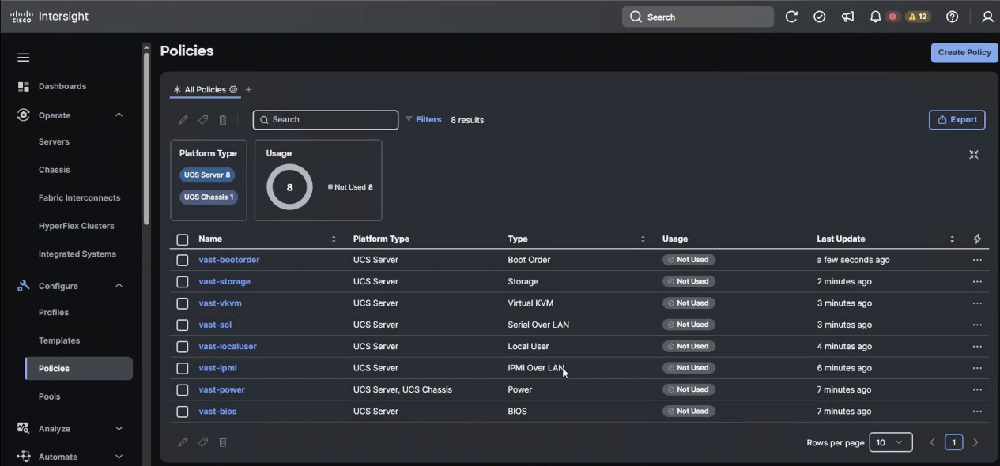 cisco Intersight
Search
12
Policies
Create Policy
Dashboards
Operate
Servers
Chassis
Fabric Interconnects
HyperFlex Clusters
Integrated Systems
Configure
Profiles
Templates
Policies
Pools
Analyze
Automate
All Policies
Search
Filters
8 results
Export
Platform Type
UCS Server 8
UCS Chassis 1
Usage
8
Not Used 8
Name Platform Type Type Usage Last Update
vast-bootorder UCS Server Boot Order Not Used a few seconds ago
vast-storage UCS Server Storage Not Used 2 minutes ago
vast-vkvm UCS Server Virtual KVM Not Used 3 minutes ago
vast-sol UCS Server Serial Over LAN Not Used 3 minutes ago
vast-localuser UCS Server Local User Not Used 4 minutes ago
vast-ipmi UCS Server IPMI Over LAN Not Used 6 minutes ago
vast-power UCS Server, UCS Chassis Power Not Used 7 minutes ago
vast-bios UCS Server BIOS Not Used 7 minutes ago
Rows per page 10 1